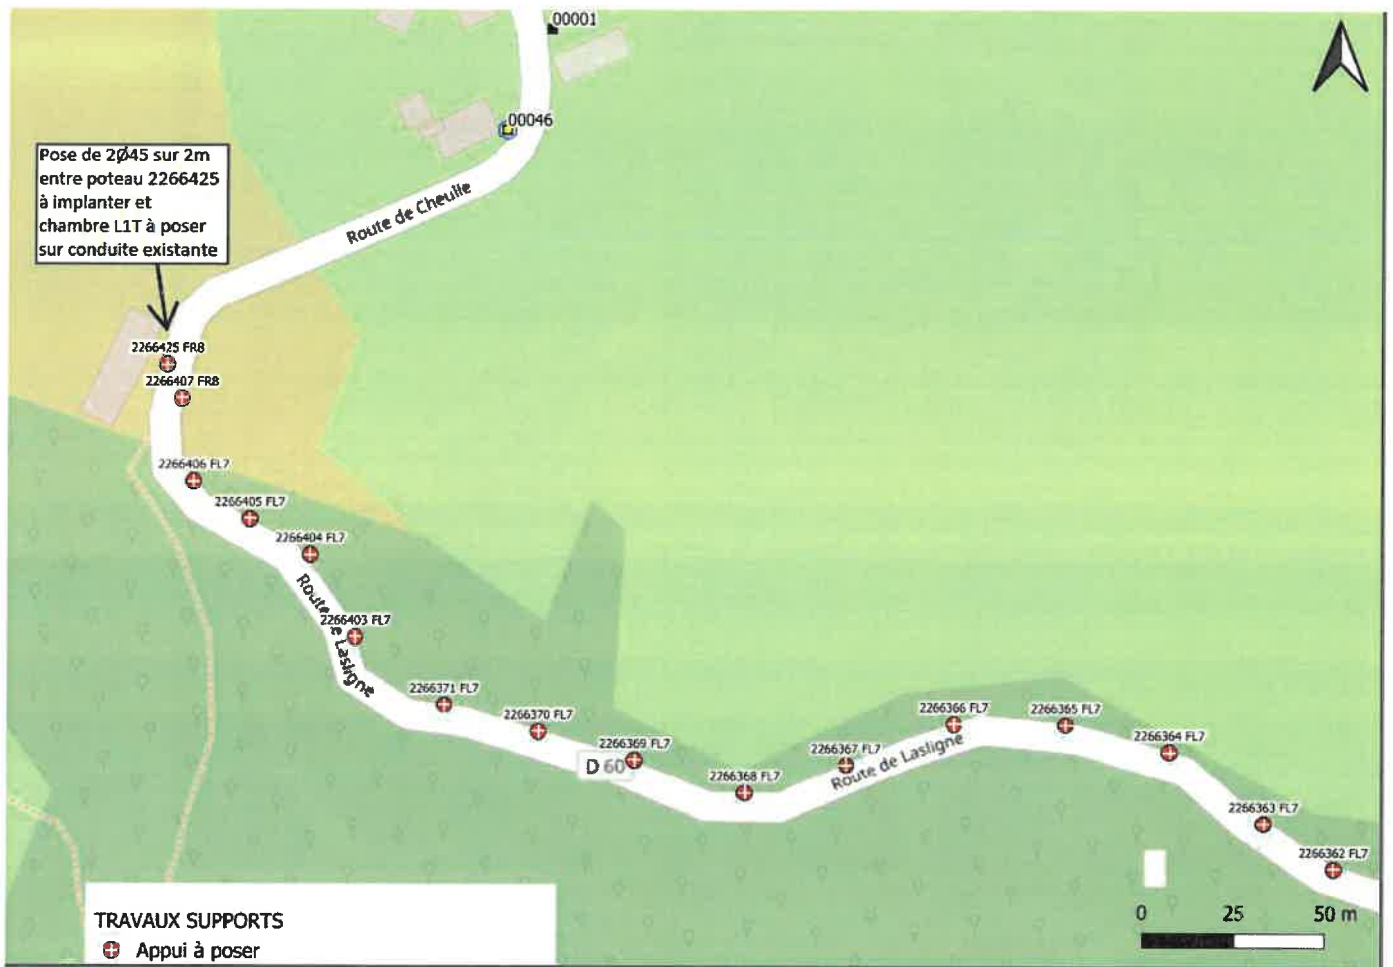 00001
00046
Pose de 2Ø45 sur 2m
entre poteau 2266425
à implanter et
chambre L1T à poser
sur conduite existante
Route de Cheulle
2266425 FR8
2266407 FR8
2266406 FL7
2266405 FL7
2266404 FL7
Route de Lasligne
2266403 FL7
2266371 FL7
2266370 FL7
2266369 FL7
D 60
2266368 FL7
2266367 FL7
Route de Lasligne
2266366 FL7
2266365 FL7
2266364 FL7
2266363 FL7
2266362 FL7
TRAVAUX SUPPORTS
Appui à poser
0 25 50 m